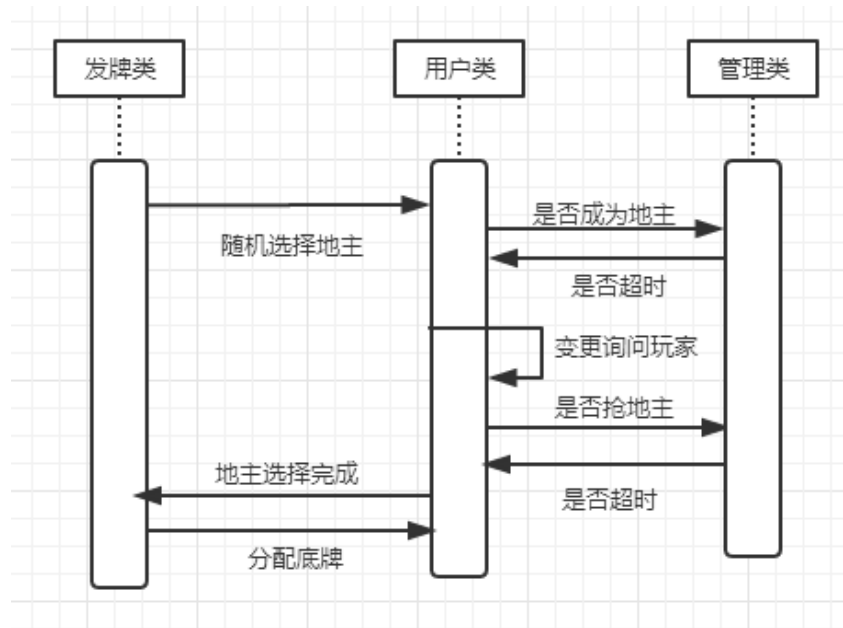 发牌类
用户类
管理类
随机选择地主
是否成为地主
是否超时
变更询问玩家
是否抢地主
地主选择完成
是否超时
分配底牌